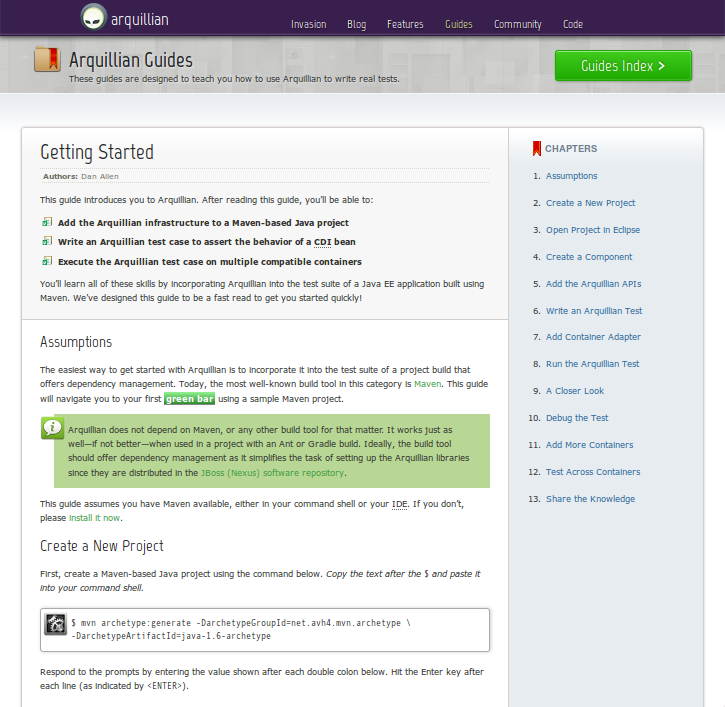 arquillian
Invasion Blog Features Guides Community Code
Arquillian Guides
These guides are designed to teach you how to use Arquillian to write real tests.
Guides Index >
Getting Started
Authors: Dan Allen
This guide introduces you to Arquillian. After reading this guide, you'll be able to:
Add the Arquillian infrastructure to a Maven-based Java project
Write an Arquillian test case to assert the behavior of a CDI bean
Execute the Arquillian test case on multiple compatible containers
You'll learn all of these skills by incorporating Arquillian into the test suite of a Java EE application built using
Maven. We've designed this guide to be a fast read to get you started quickly!
Assumptions
The easiest way to get started with Arquillian is to incorporate it into the test suite of a project build that
offers dependency management. Today, the most well-known build tool in this category is Maven. This guide
will navigate you to your first green bar using a sample Maven project.
Arquillian does not depend on Maven, or any other build tool for that matter. It works just as
well—if not better—when used in a project with an Ant or Gradle build. Ideally, the build tool
should offer dependency management as it simplifies the task of setting up the Arquillian libraries
since they are distributed in the JBoss (Nexus) software repository.
This guide assumes you have Maven available, either in your command shell or your IDE. If you don't,
please install it now.
Create a New Project
First, create a Maven-based Java project using the command below. Copy the text after the $ and paste it
into your command shell.
$ mvn archetype:generate -DarchetypeGroupId=net.avh4.mvn.archetype \
-DarchetypeArtifactId=java-1.6-archetype
Respond to the prompts by entering the value shown after each double colon below. Hit the Enter key after
each line (as indicated by <ENTER>).
CHAPTERS
1. Assumptions
2. Create a New Project
3. Open Project in Eclipse
4. Create a Component
5. Add the Arquillian APIs
6. Write an Arquillian Test
7. Add Container Adapter
8. Run the Arquillian Test
9. A Closer Look
10. Debug the Test
11. Add More Containers
12. Test Across Containers
13. Share the Knowledge